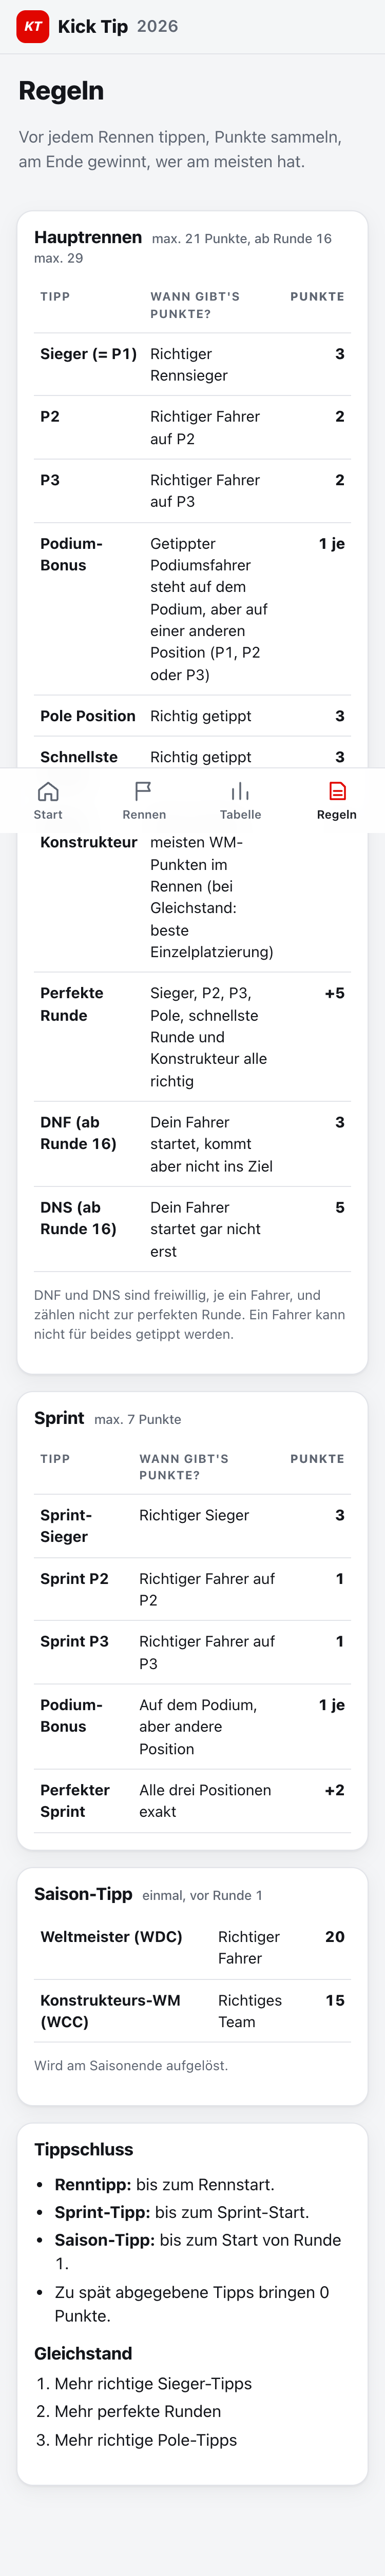 KT Kick Tip 2026
Regeln
Vor jedem Rennen tippen, Punkte sammeln,
am Ende gewinnt, wer am meisten hat.
Hauptrennen max. 21 Punkte, ab Runde 16
max. 29
TIPP WANN GIBT'S PUNKTE? PUNKTE
Sieger (= P1) Richtiger Rennsieger 3
P2 Richtiger Fahrer auf P2 2
P3 Richtiger Fahrer auf P3 2
Podium-Bonus Getippter Podiumsfahrer steht auf dem Podium, aber auf einer anderen Position (P1, P2 oder P3) 1 je
Pole Position Richtig getippt 3
Schnellste Richtig getippt 3
Start Rennen Tabelle Regeln
Konstrukteur meisten WM-Punkten im Rennen (bei Gleichstand: beste Einzelplatzierung)
Perfekte Runde Sieger, P2, P3, Pole, schnellste Runde und Konstrukteur alle richtig +5
DNF (ab Runde 16) Dein Fahrer startet, kommt aber nicht ins Ziel 3
DNS (ab Runde 16) Dein Fahrer startet gar nicht erst 5
DNF und DNS sind freiwillig, je ein Fahrer, und
zählen nicht zur perfekten Runde. Ein Fahrer kann
nicht für beides getippt werden.
Sprint max. 7 Punkte
TIPP WANN GIBT'S PUNKTE? PUNKTE
Sprint-Sieger Richtiger Sieger 3
Sprint P2 Richtiger Fahrer auf P2 1
Sprint P3 Richtiger Fahrer auf P3 1
Podium-Bonus Auf dem Podium, aber andere Position 1 je
Perfekter Sprint Alle drei Positionen exakt +2
Saison-Tipp einmal, vor Runde 1
Weltmeister (WDC) Richtiger Fahrer 20
Konstrukteurs-WM (WCC) Richtiges Team 15
Wird am Saisonende aufgelöst.
Tippschluss
• Renntipp: bis zum Rennstart.
• Sprint-Tipp: bis zum Sprint-Start.
• Saison-Tipp: bis zum Start von Runde
1.
• Zu spät abgegebene Tipps bringen 0
Punkte.
Gleichstand
1. Mehr richtige Sieger-Tipps
2. Mehr perfekte Runden
3. Mehr richtige Pole-Tipps